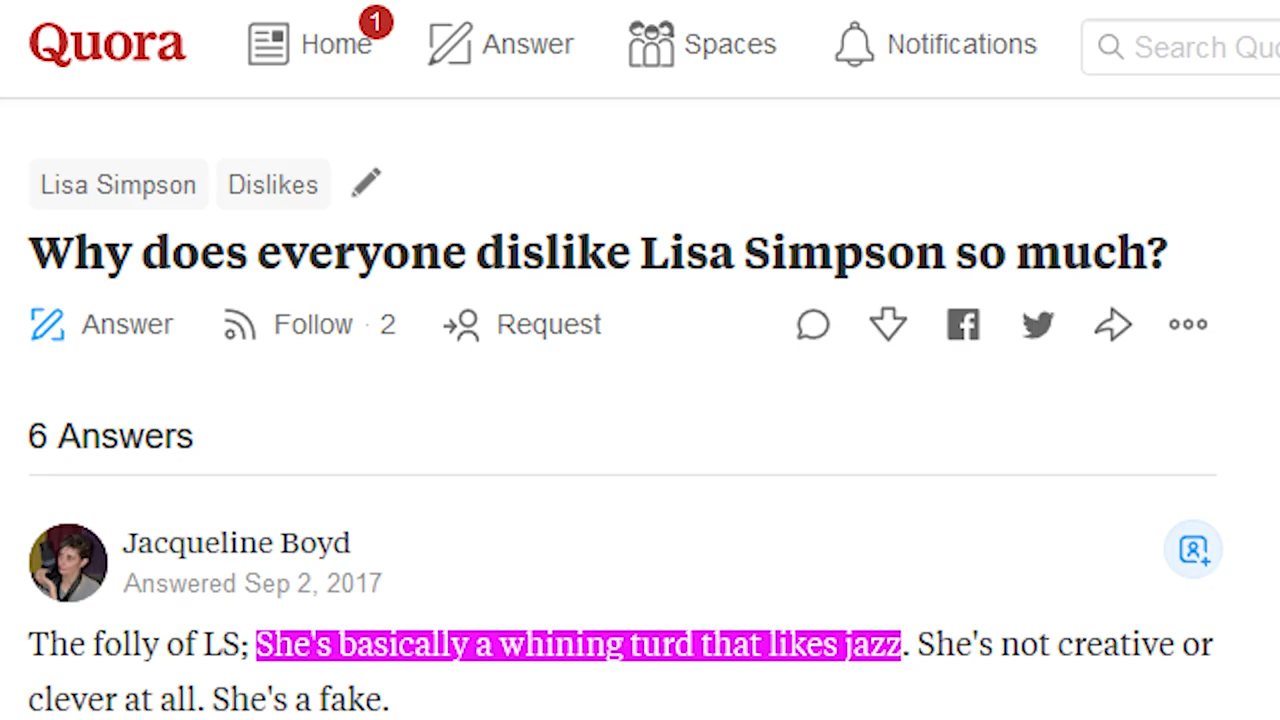 Quora Home 1 Answer Spaces Notifications Search Quo
Lisa Simpson Dislikes
Why does everyone dislike Lisa Simpson so much?
Answer Follow · 2 Request
6 Answers
Jacqueline Boyd
Answered Sep 2, 2017
The folly of LS; She's basically a whining turd that likes jazz. She's not creative or
clever at all. She's a fake.